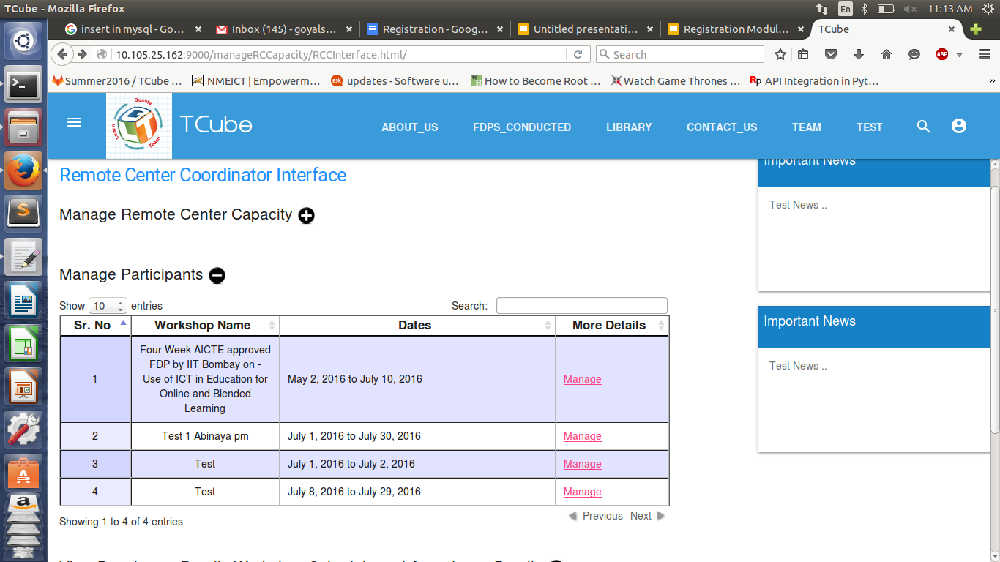 TCube - Mozilla Firefox
En
11:13 AM
insert in mysql - Go...
Inbox (145) - goyals...
Registration - Goog...
Untitled presentati...
Registration Modul...
TCube
10.105.25.162:9000/manageRCCapacity/RCCInterface.html/
Search
ABP
Summer2016 / TCube ...
NMEICT | Empowerm...
ask
updates - Software u...
How to Become Root ...
Watch Game Thrones ...
Rp
API Integration in Pyt...
»
Qualify
Learn
Teach
TCube
ABOUT_US
FDPS_CONDUCTED
LIBRARY
CONTACT_US
TEAM
TEST
Remote Center Coordinator Interface
Important News
Test News ..
Manage Remote Center Capacity
Manage Participants
Show 10 entries
Search:
Sr. No
Workshop Name
Dates
More Details
1
Four Week AICTE approved
FDP by IIT Bombay on -
Use of ICT in Education for
Online and Blended
Learning
May 2, 2016 to July 10, 2016
Manage
2
Test 1 Abinaya pm
July 1, 2016 to July 30, 2016
Manage
3
Test
July 1, 2016 to July 2, 2016
Manage
4
Test
July 8, 2016 to July 29, 2016
Manage
Showing 1 to 4 of 4 entries
Previous
Next
Important News
Test News ..